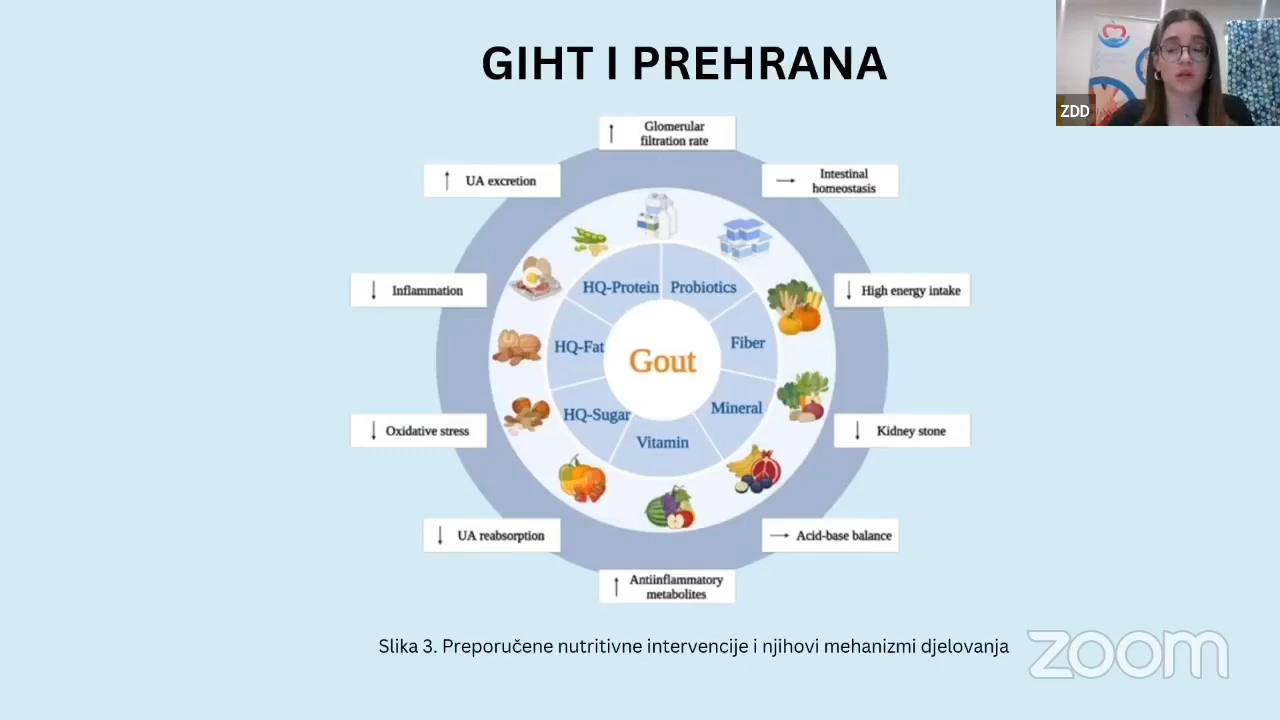 GIHT I PREHRANA
ZDD
↑ Glomerular
filtration rate
↑ UA excretion
→ Intestinal
homeostasis
↓ Inflammation
↓ High energy intake
HQ-Protein
Probiotics
HQ-Fat
Fiber
Gout
HQ-Sugar
Mineral
Vitamin
↓ Oxidative stress
↓ Kidney stone
↓ UA reabsorption
→ Acid-base balance
↑ Antiinflammatory
metabolites
Slika 3. Preporučene nutritivne intervencije i njihovi mehanizmi djelovanja
zoom